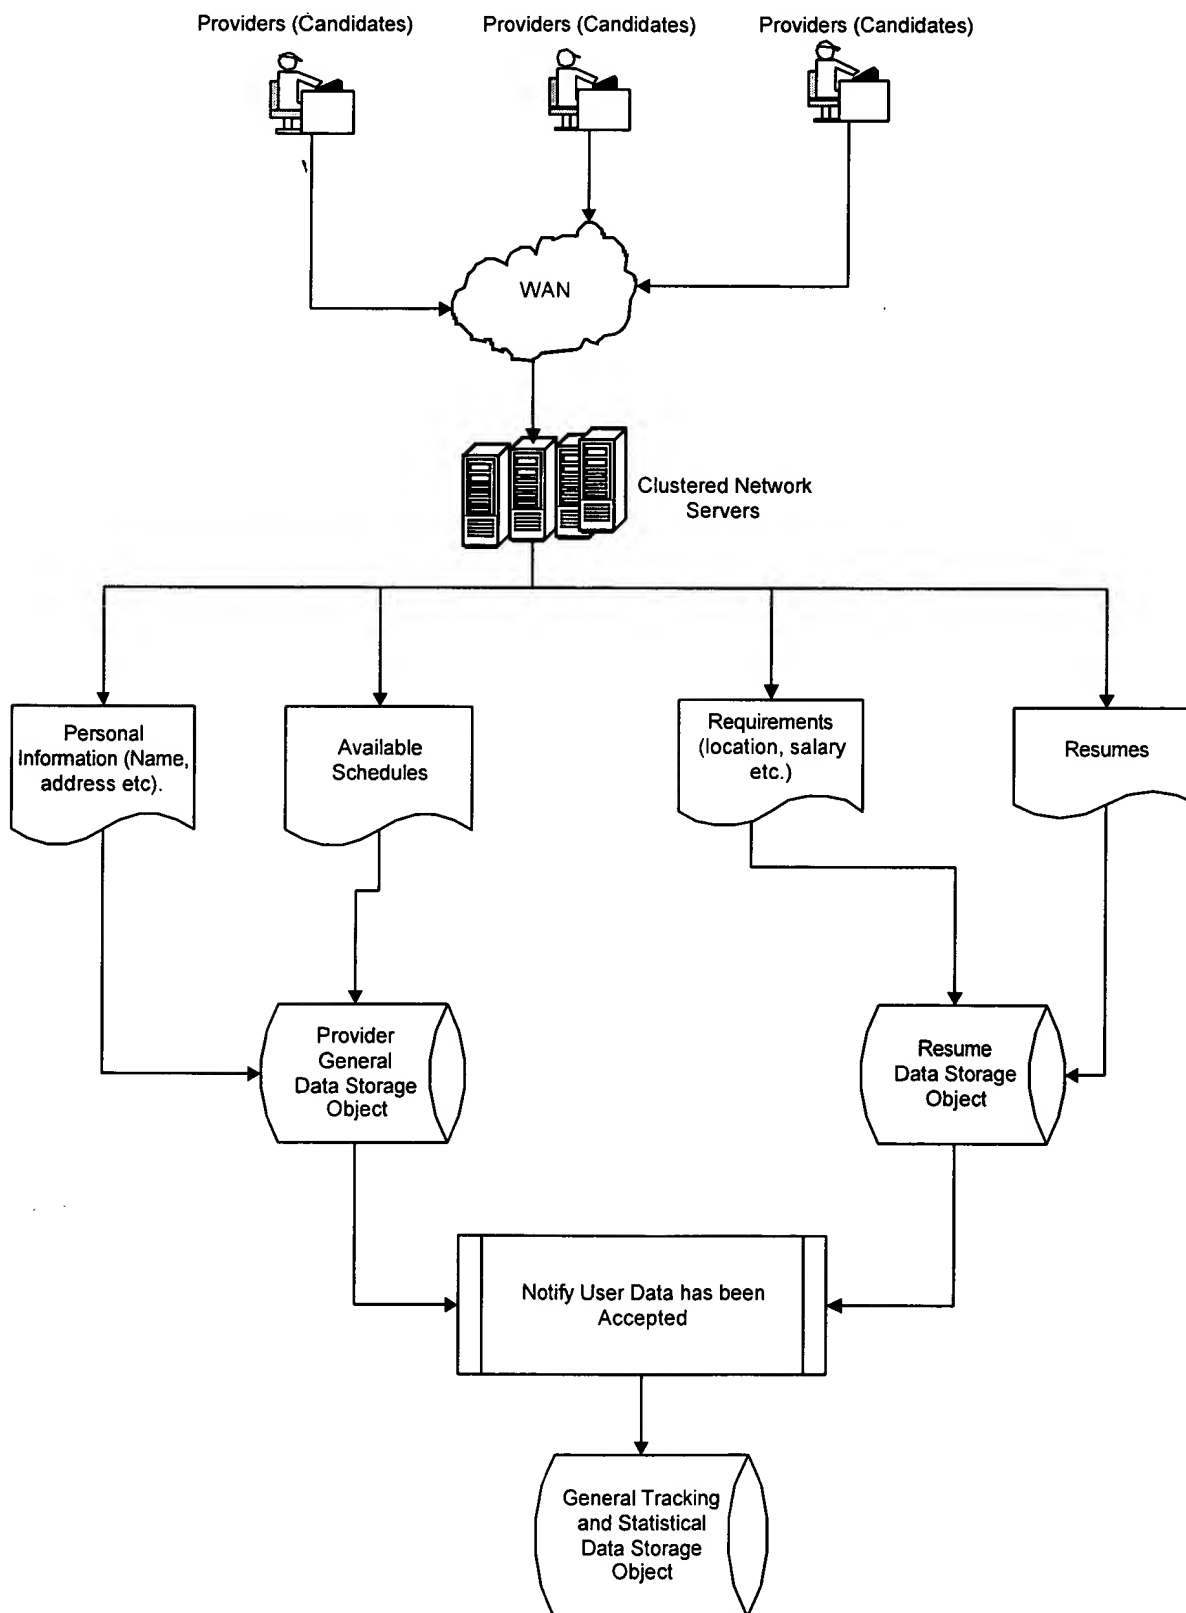 Providers (Candidates)
Providers (Candidates)
Providers (Candidates)
WAN
Clustered Network
Servers
Personal
Information (Name,
address etc).
Available
Schedules
Requirements
(location, salary
etc.)
Resumes
Provider
General
Data Storage
Object
Resume
Data Storage
Object
Notify User Data has been
Accepted
General Tracking
and Statistical
Data Storage
Object